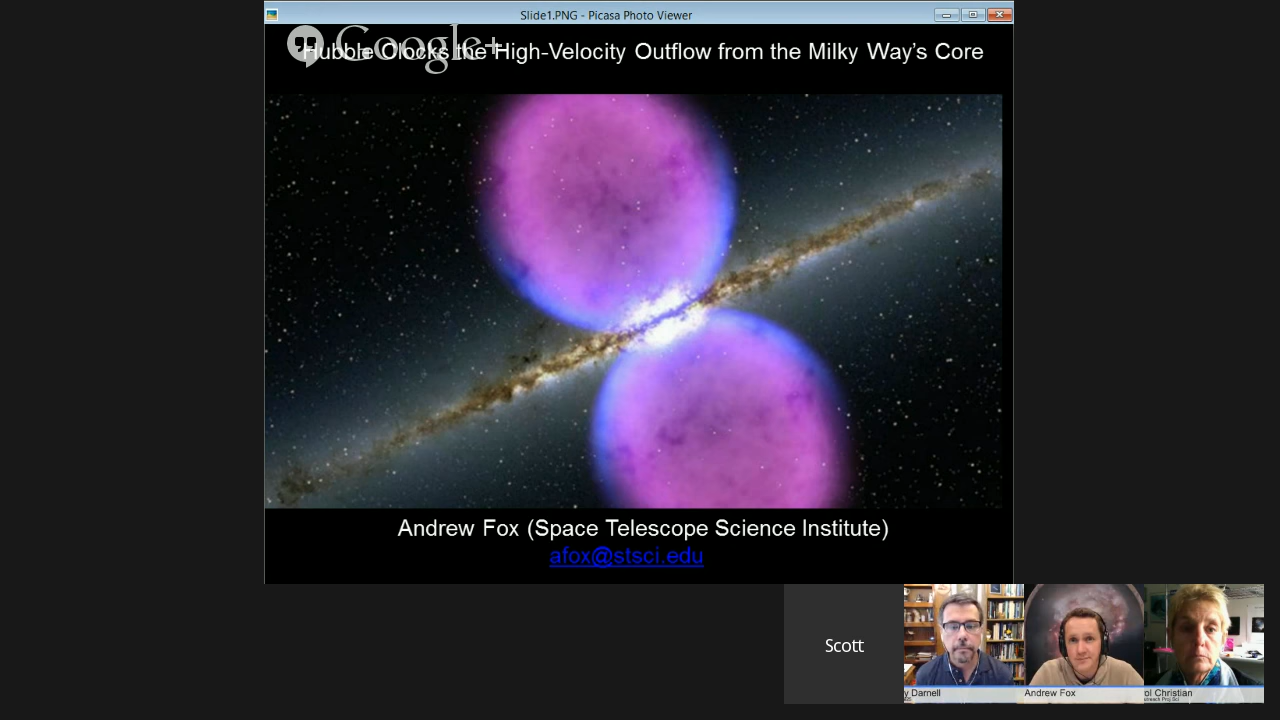 Slide1.PNG - Picasa Photo Viewer
Google+
Hubble Clocks the High-Velocity Outflow from the Milky Way's Core
Andrew Fox (Space Telescope Science Institute)
afox@stsci.edu
Scott
y Darnell
Andrew Fox
ol Christian